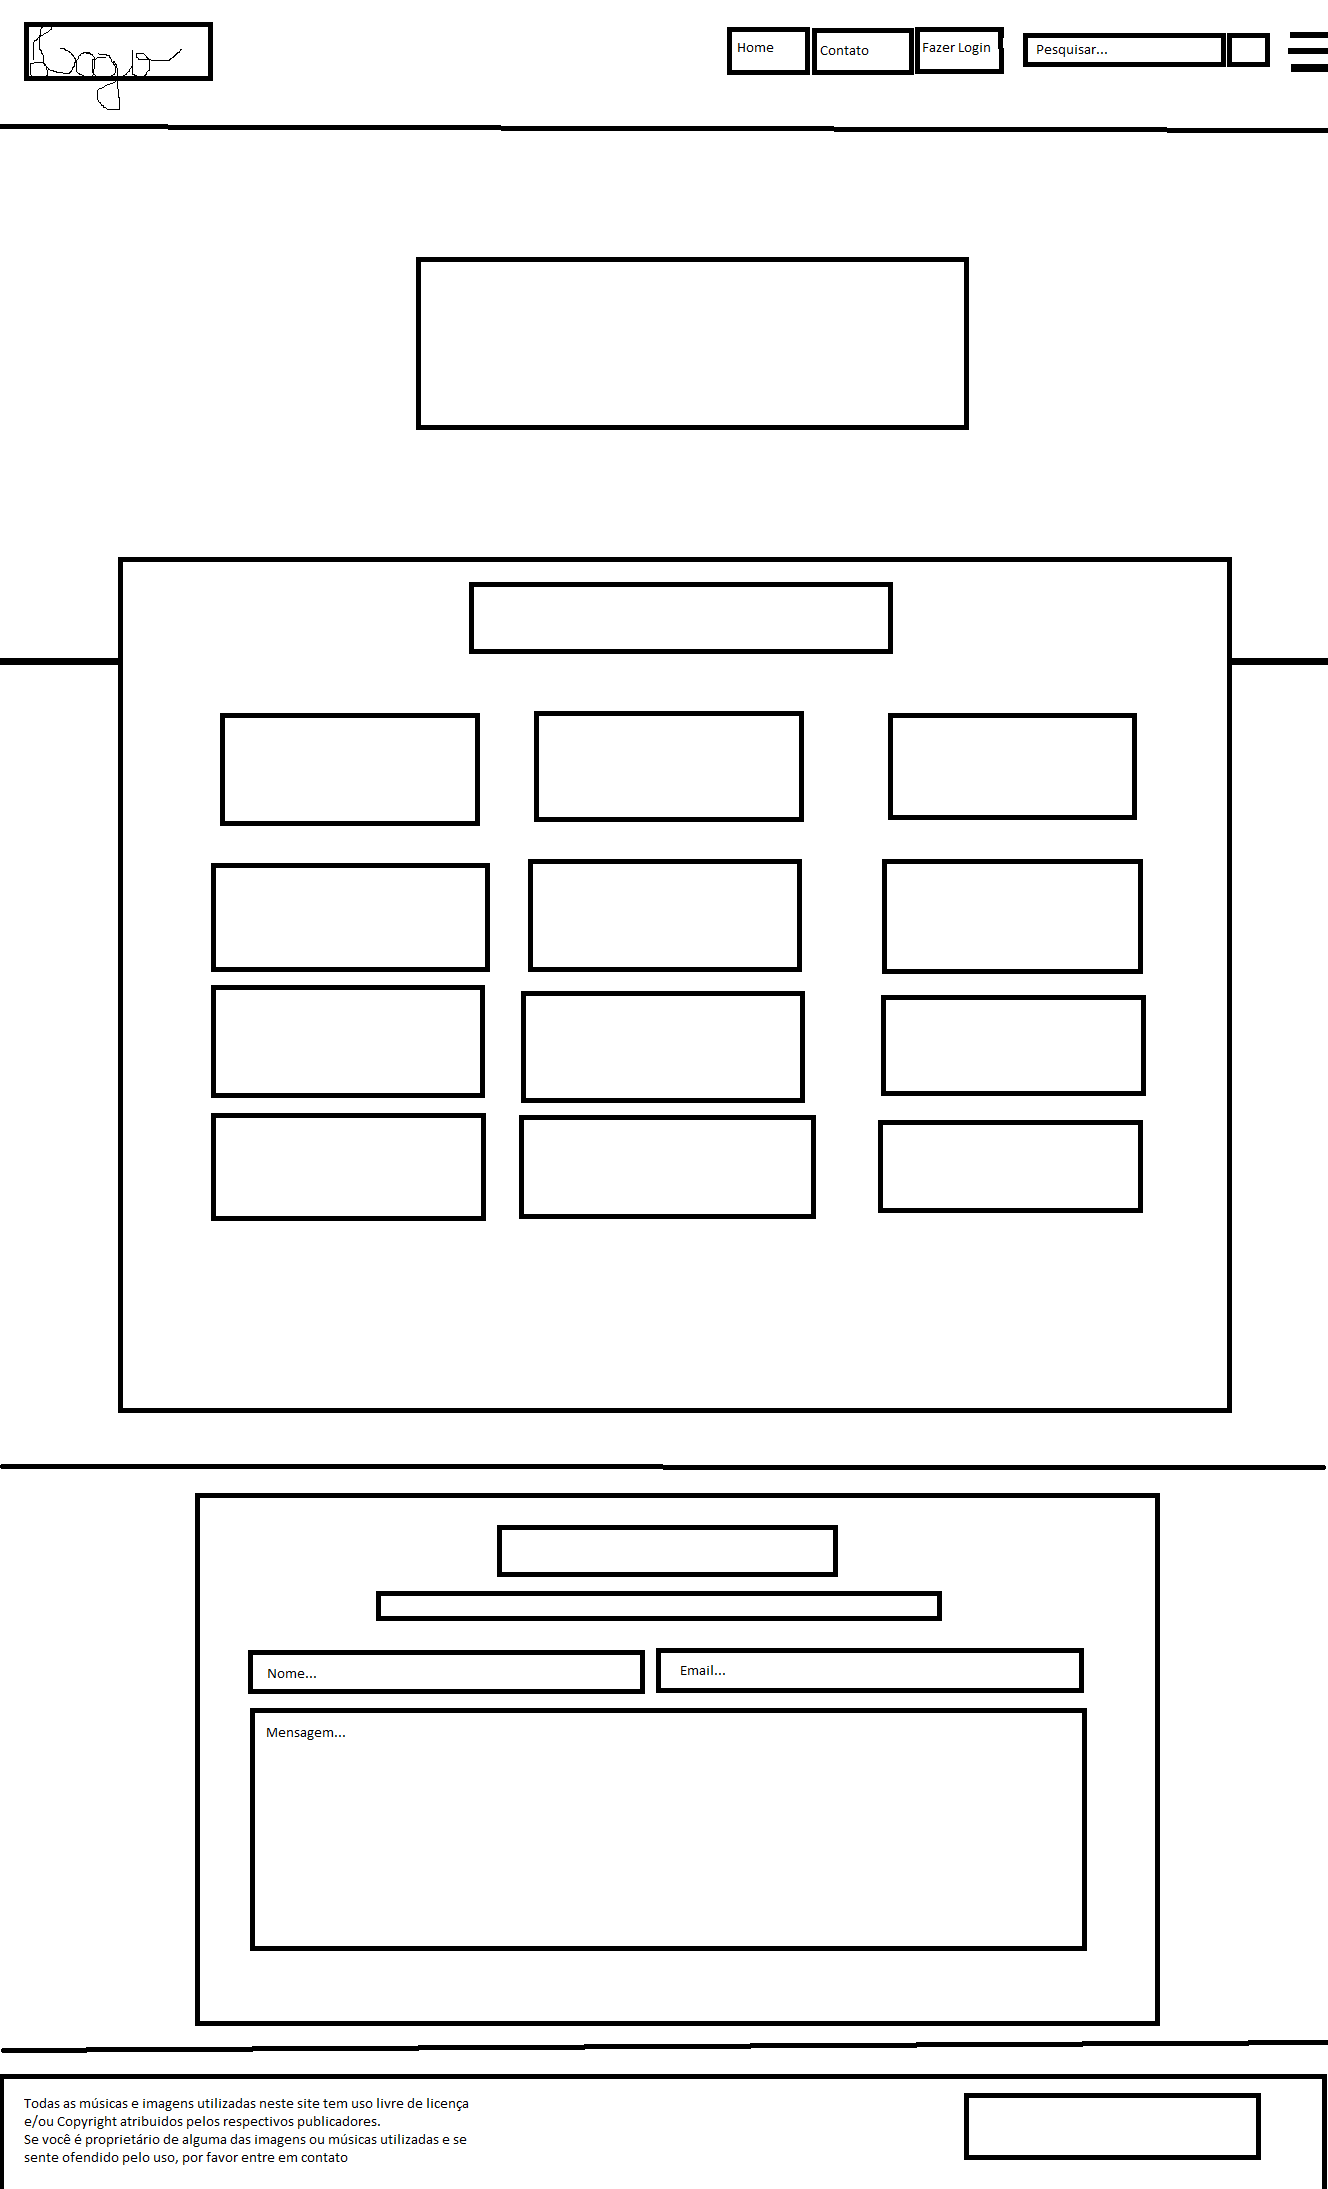 Logo
Home
Contato
Fazer Login
Pesquisar...
Nome...
Email...
Mensagem...
Todas as músicas e imagens utilizadas neste site tem uso livre de licença
e/ou Copyright atribuidos pelos respectivos publicadores.
Se você é proprietário de alguma das imagens ou músicas utilizadas e se
sente ofendido pelo uso, por favor entre em contato